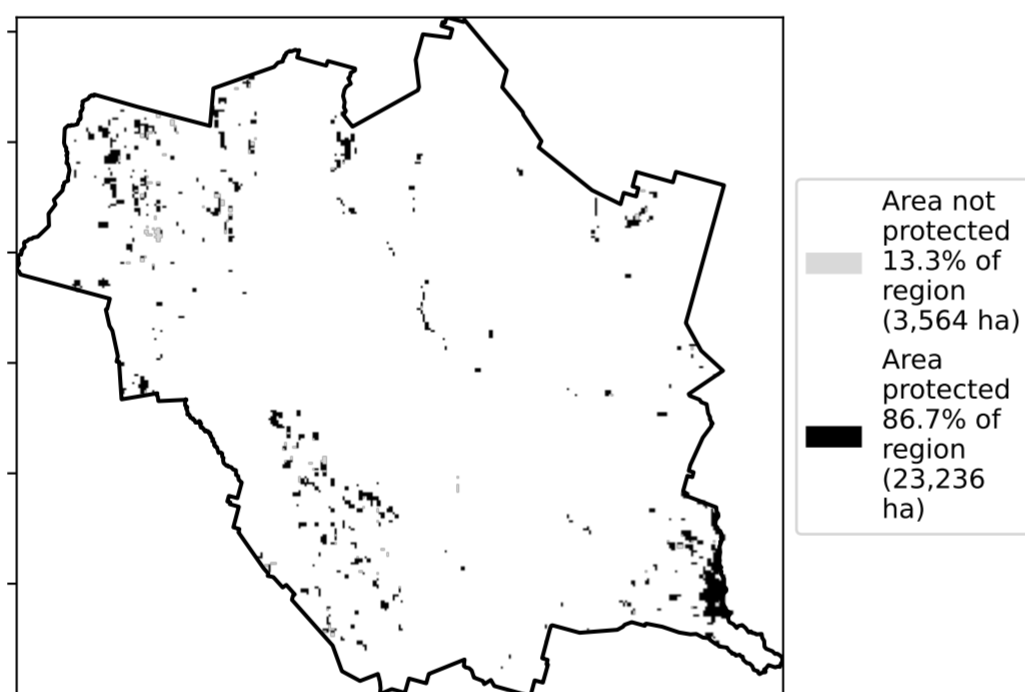 Area not
protected
13.3% of
region
(3,564 ha)
Area
protected
86.7% of
region
(23,236
ha)